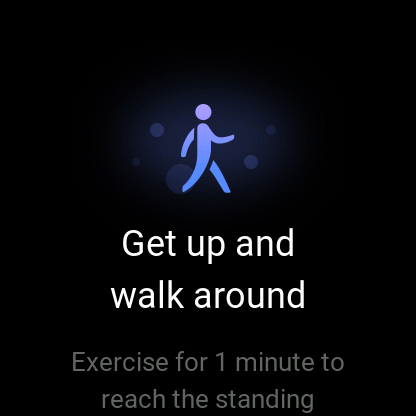 Get up and
walk around
Exercise for 1 minute to
reach the standing